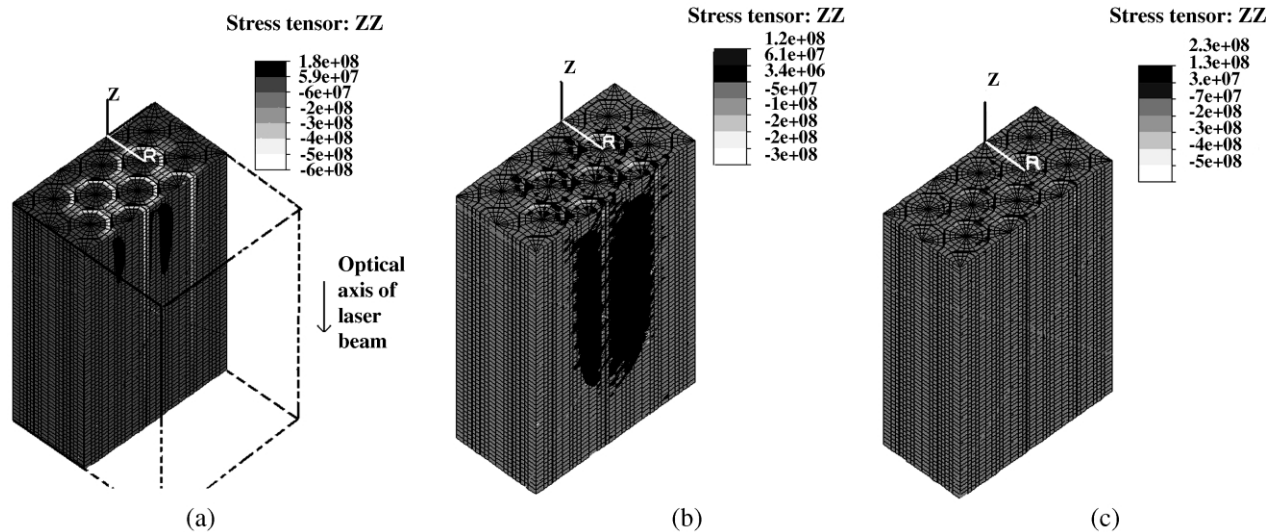 Stress tensor: ZZ
1.8e+08
5.9e+07
-6e+07
-2e+08
-3e+08
-4e+08
-5e+08
-6e+08
Z
R
Optical
axis of
laser
beam
(a)
Stress tensor: ZZ
1.2e+08
6.1e+07
3.4e+06
-5e+07
-1e+08
-2e+08
-2e+08
-3e+08
Z
R
(b)
Stress tensor: ZZ
2.3e+08
1.3e+08
3e+07
-7e+07
-2e+08
-3e+08
-4e+08
-5e+08
Z
R
(c)